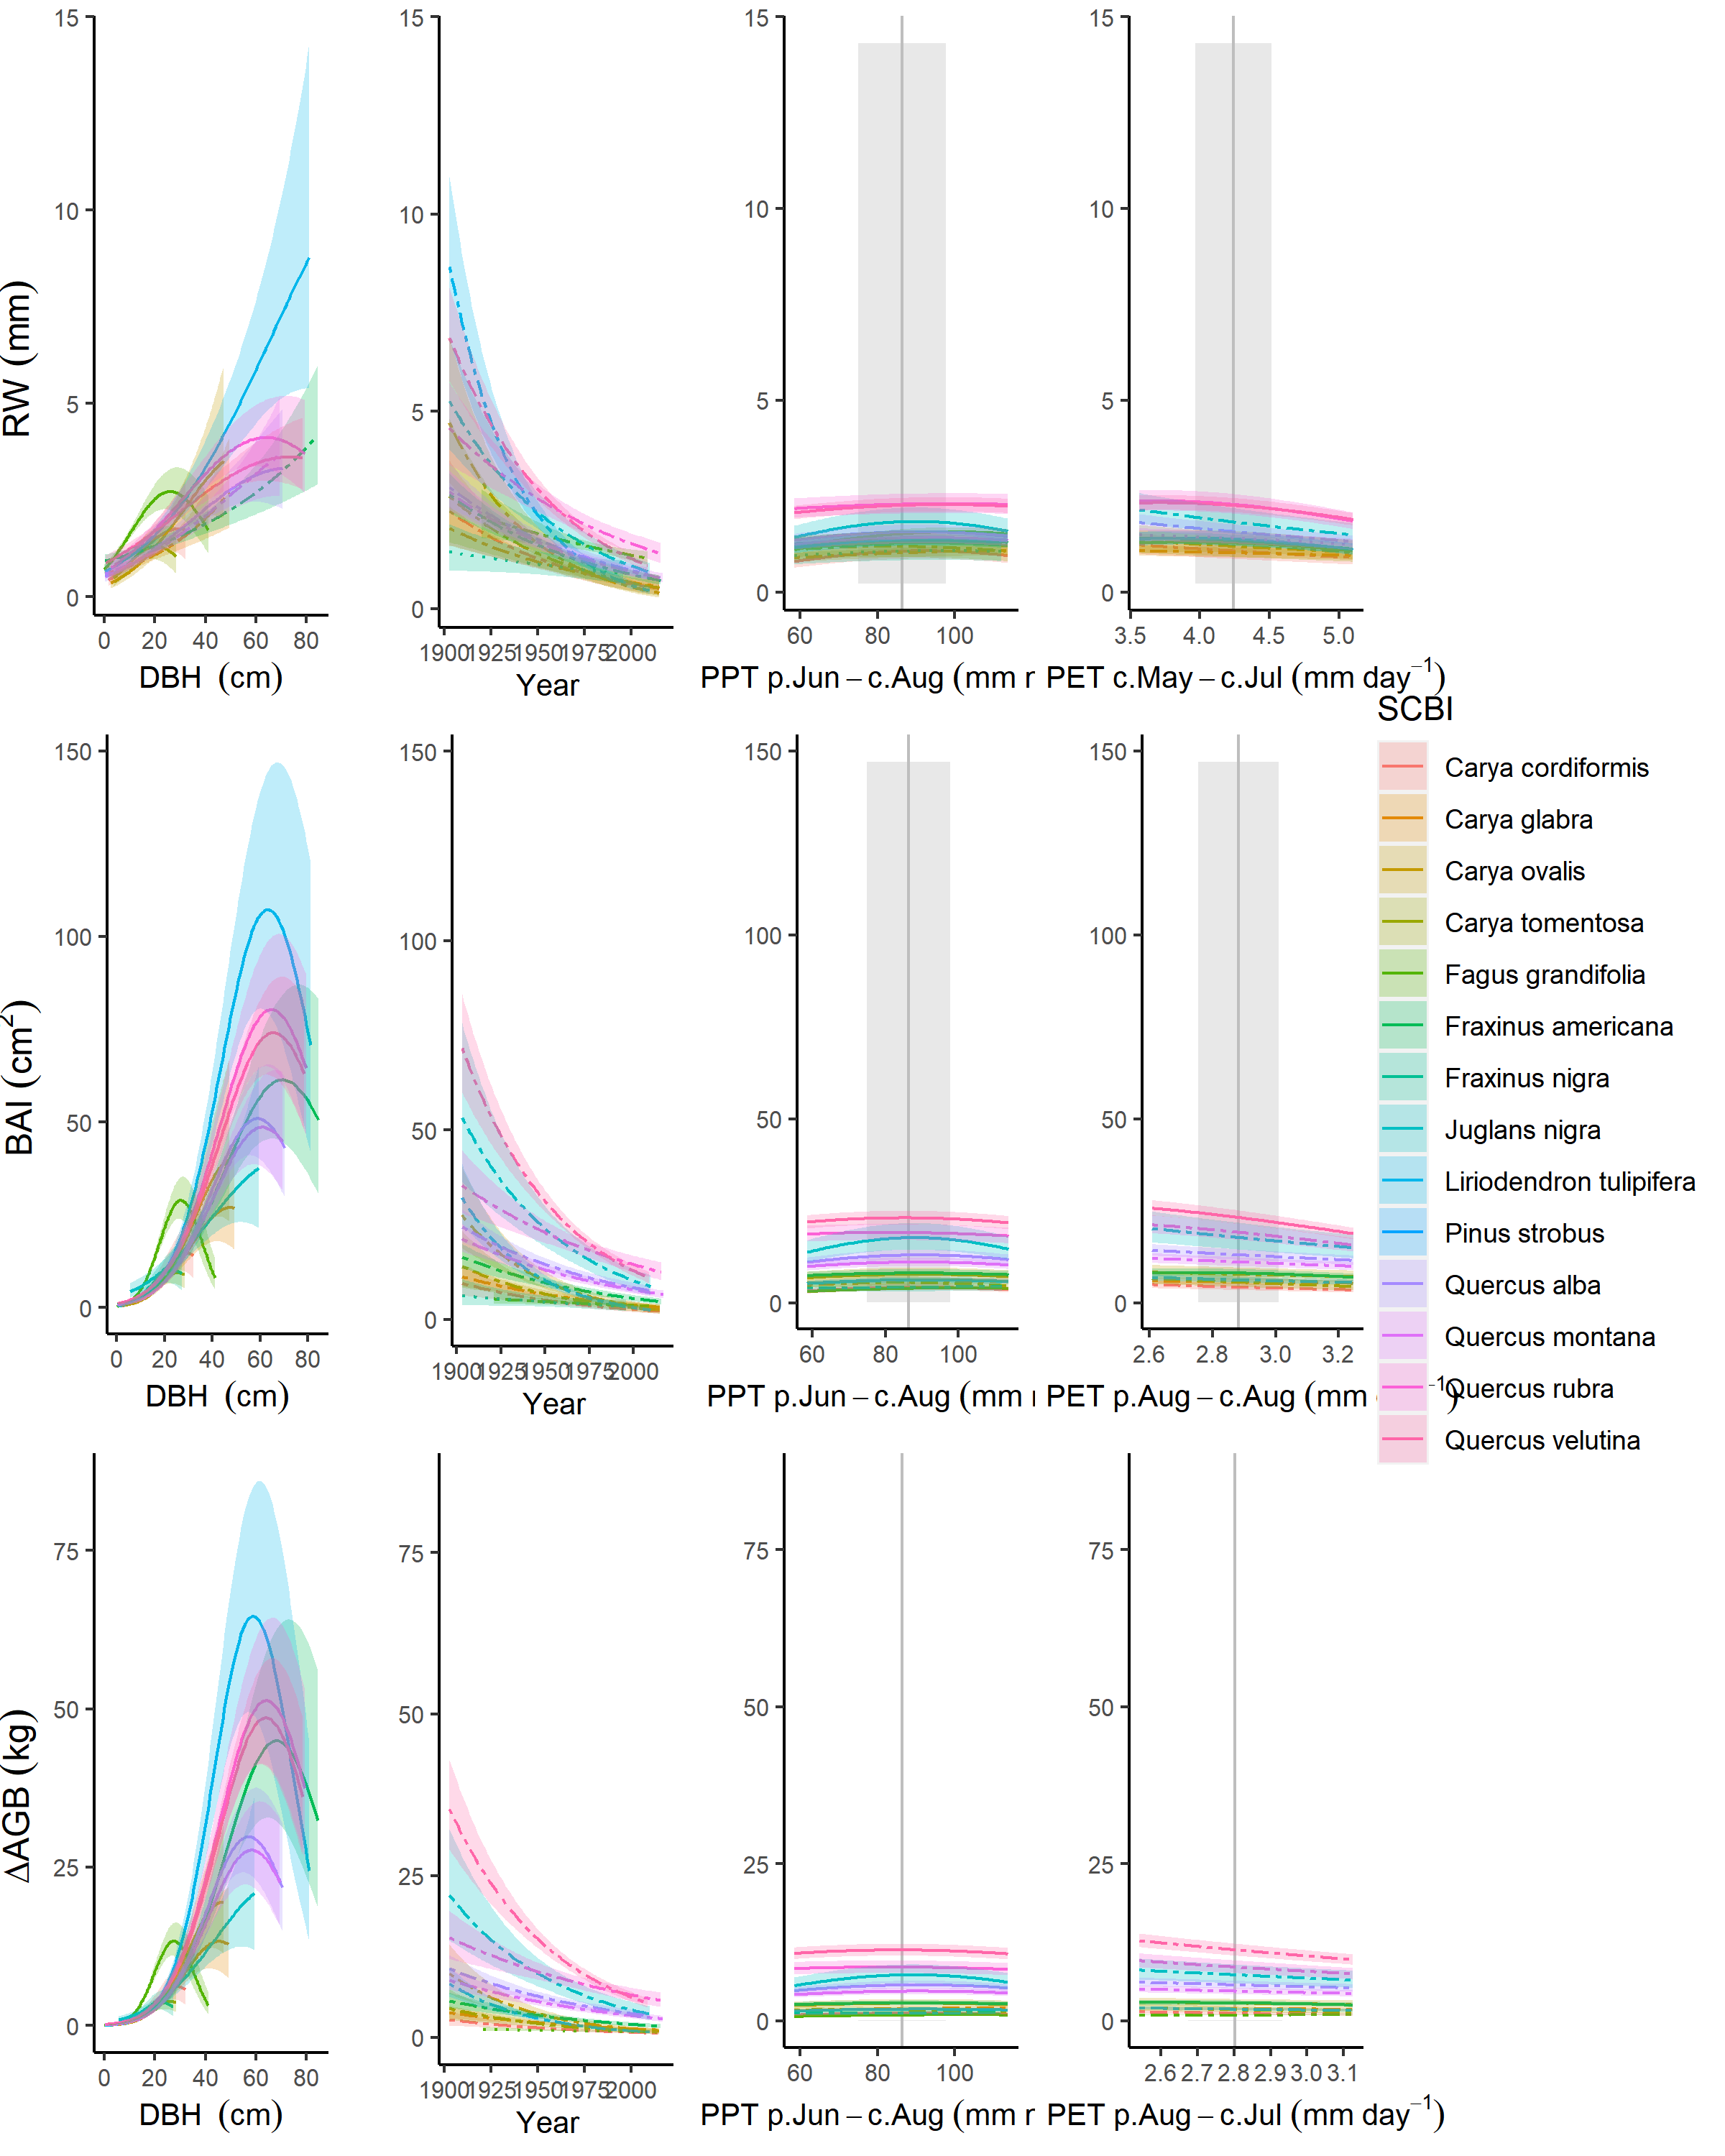 15
10
5
0
RW (mm)
0 20 40 60 80
DBH (cm)
15
10
5
0
1900 1925 1950 1975 2000
Year
15
10
5
0
60 80 100
PPT p.Jun – c.Aug (mm r
15
10
5
0
3.5 4.0 4.5 5.0
PET c.May – c.Jul (mm day⁻¹)
150
100
50
0
BAI (cm²)
0 20 40 60 80
DBH (cm)
150
100
50
0
1900 1925 1950 1975 2000
Year
150
100
50
0
60 80 100
PPT p.Jun – c.Aug (mm
150
100
50
0
2.6 2.8 3.0 3.2
PET p.Aug – c.Aug (mm ⁻¹)
SCBI
Carya cordiformis
Carya glabra
Carya ovalis
Carya tomentosa
Fagus grandifolia
Fraxinus americana
Fraxinus nigra
Juglans nigra
Liriodendron tulipifera
Pinus strobus
Quercus alba
Quercus montana
Quercus rubra
Quercus velutina
75
50
25
0
ΔAGB (kg)
0 20 40 60 80
DBH (cm)
75
50
25
0
1900 1925 1950 1975 2000
Year
75
50
25
0
60 80 100
PPT p.Jun – c.Aug (mm r
75
50
25
0
2.6 2.7 2.8 2.9 3.0 3.1
PET p.Aug – c.Jul (mm day⁻¹)